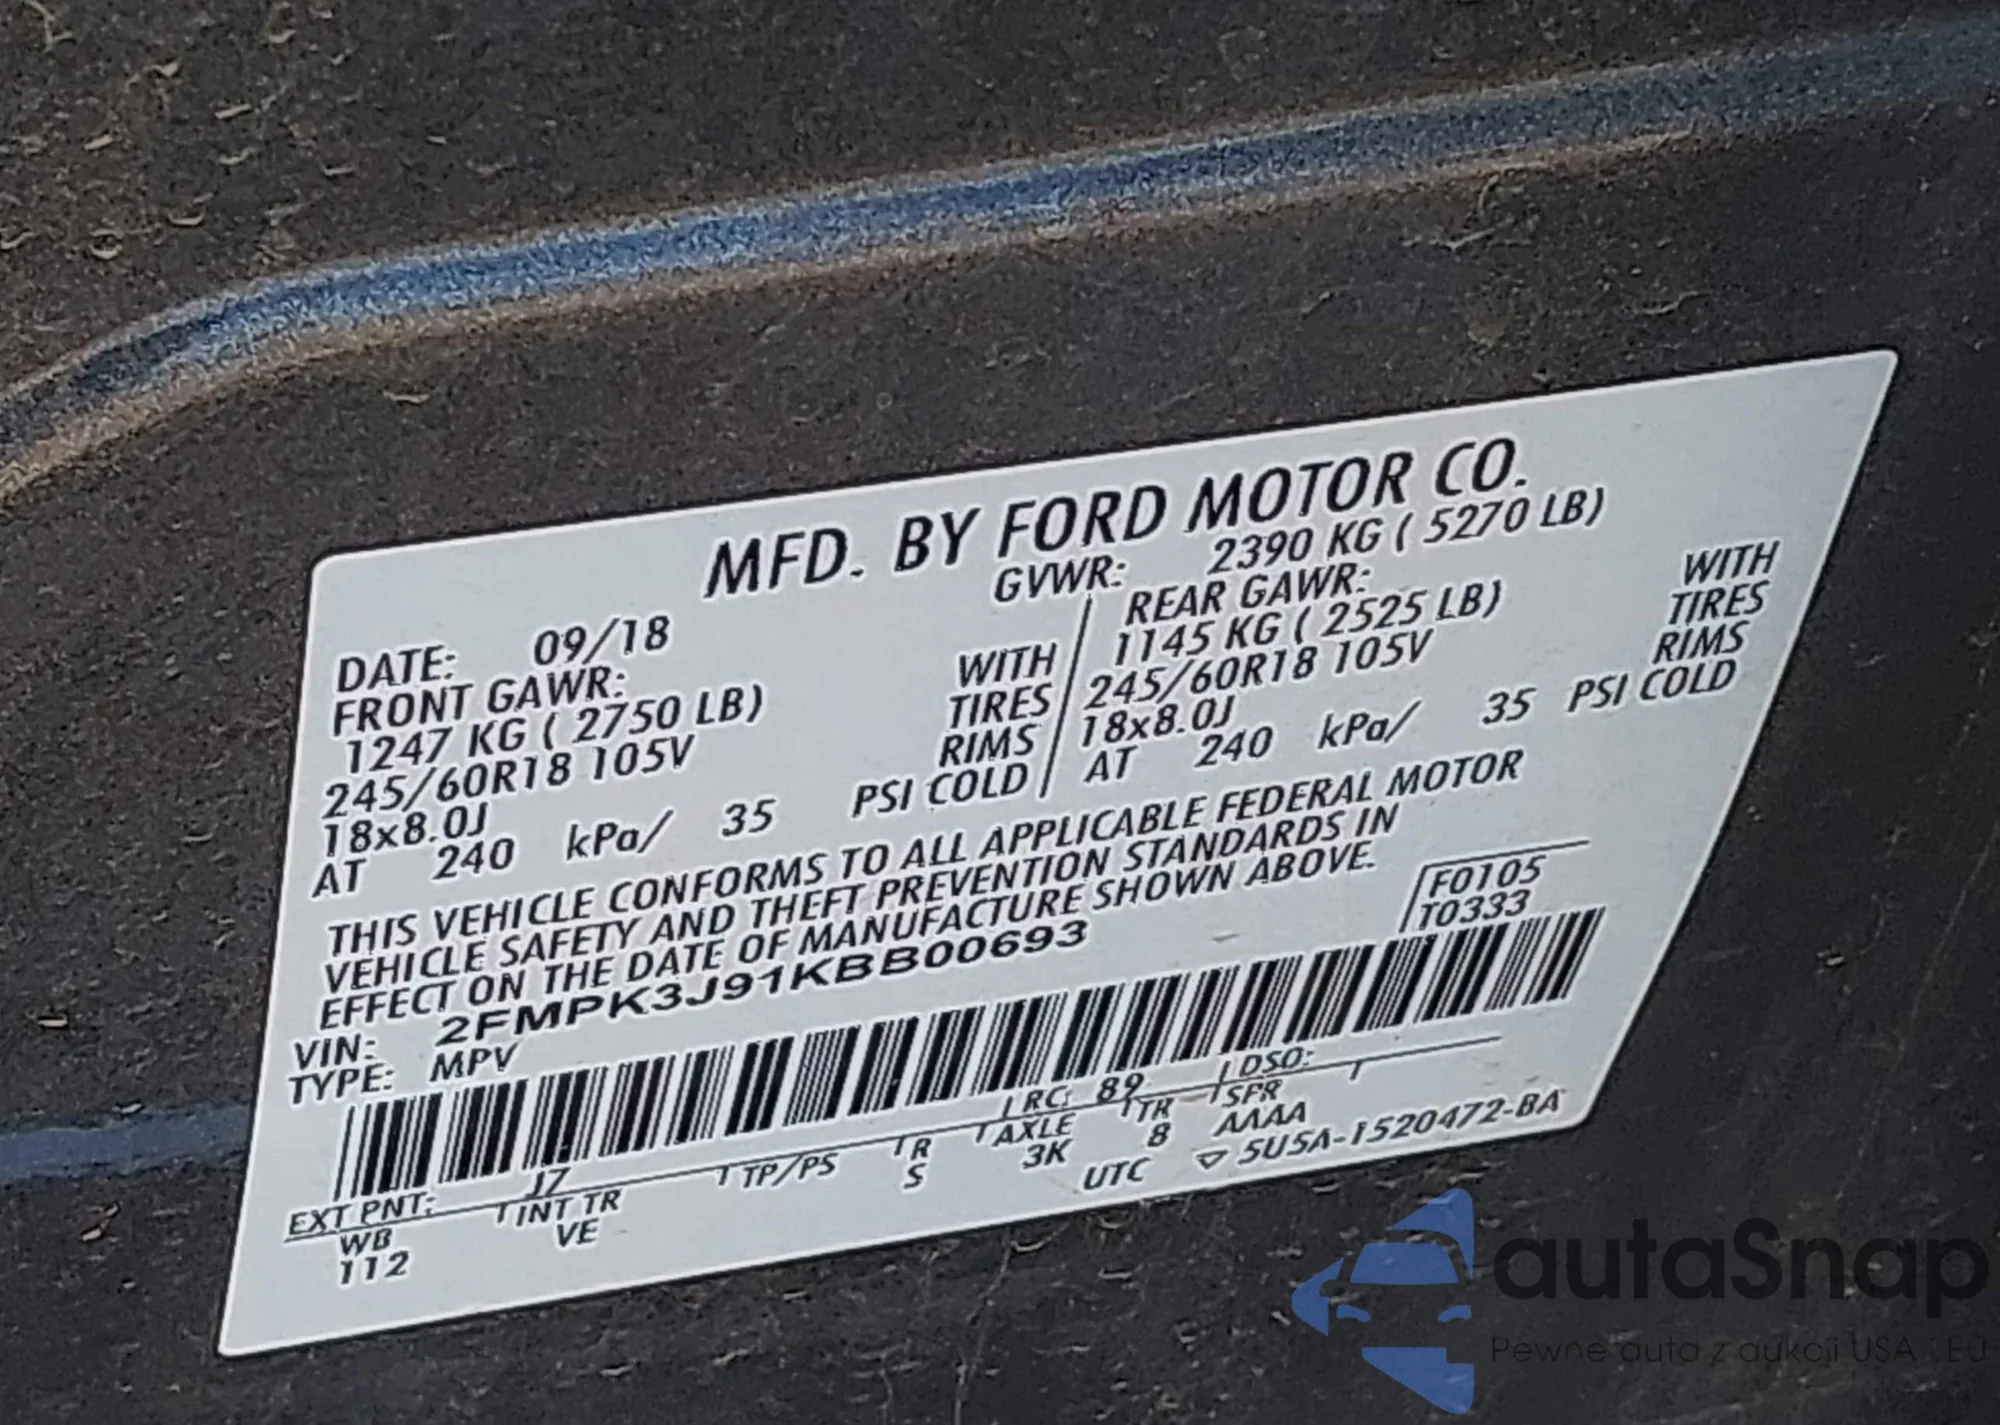 MFD. BY FORD MOTOR CO.
DATE: 09/18 GVWR: 2390 KG ( 5270 LB)
FRONT GAWR: REAR GAWR:
1247 KG ( 2750 LB) WITH 1145 KG ( 2525 LB) WITH
245/60R18 105V TIRES 245/60R18 105V TIRES
18x8.0J RIMS 18x8.0J RIMS
AT 240 kPa/ 35 PSI COLD AT 240 kPa/ 35 PSI COLD
THIS VEHICLE CONFORMS TO ALL APPLICABLE FEDERAL MOTOR
VEHICLE SAFETY AND THEFT PREVENTION STANDARDS IN
EFFECT ON THE DATE OF MANUFACTURE SHOWN ABOVE.
F0105
T0333
VIN: 2FMPK3J91KBB00693
TYPE: MPV
EXT PNT: J7 RC: 89 DSO:
WB INT TR TP/PS R AXLE TR SFR
112 VE S 3K 8 AAAA
UTC ▽ 5U5A-1520472-BA
autaSnap
Pewne auta z aukcji USA i EU